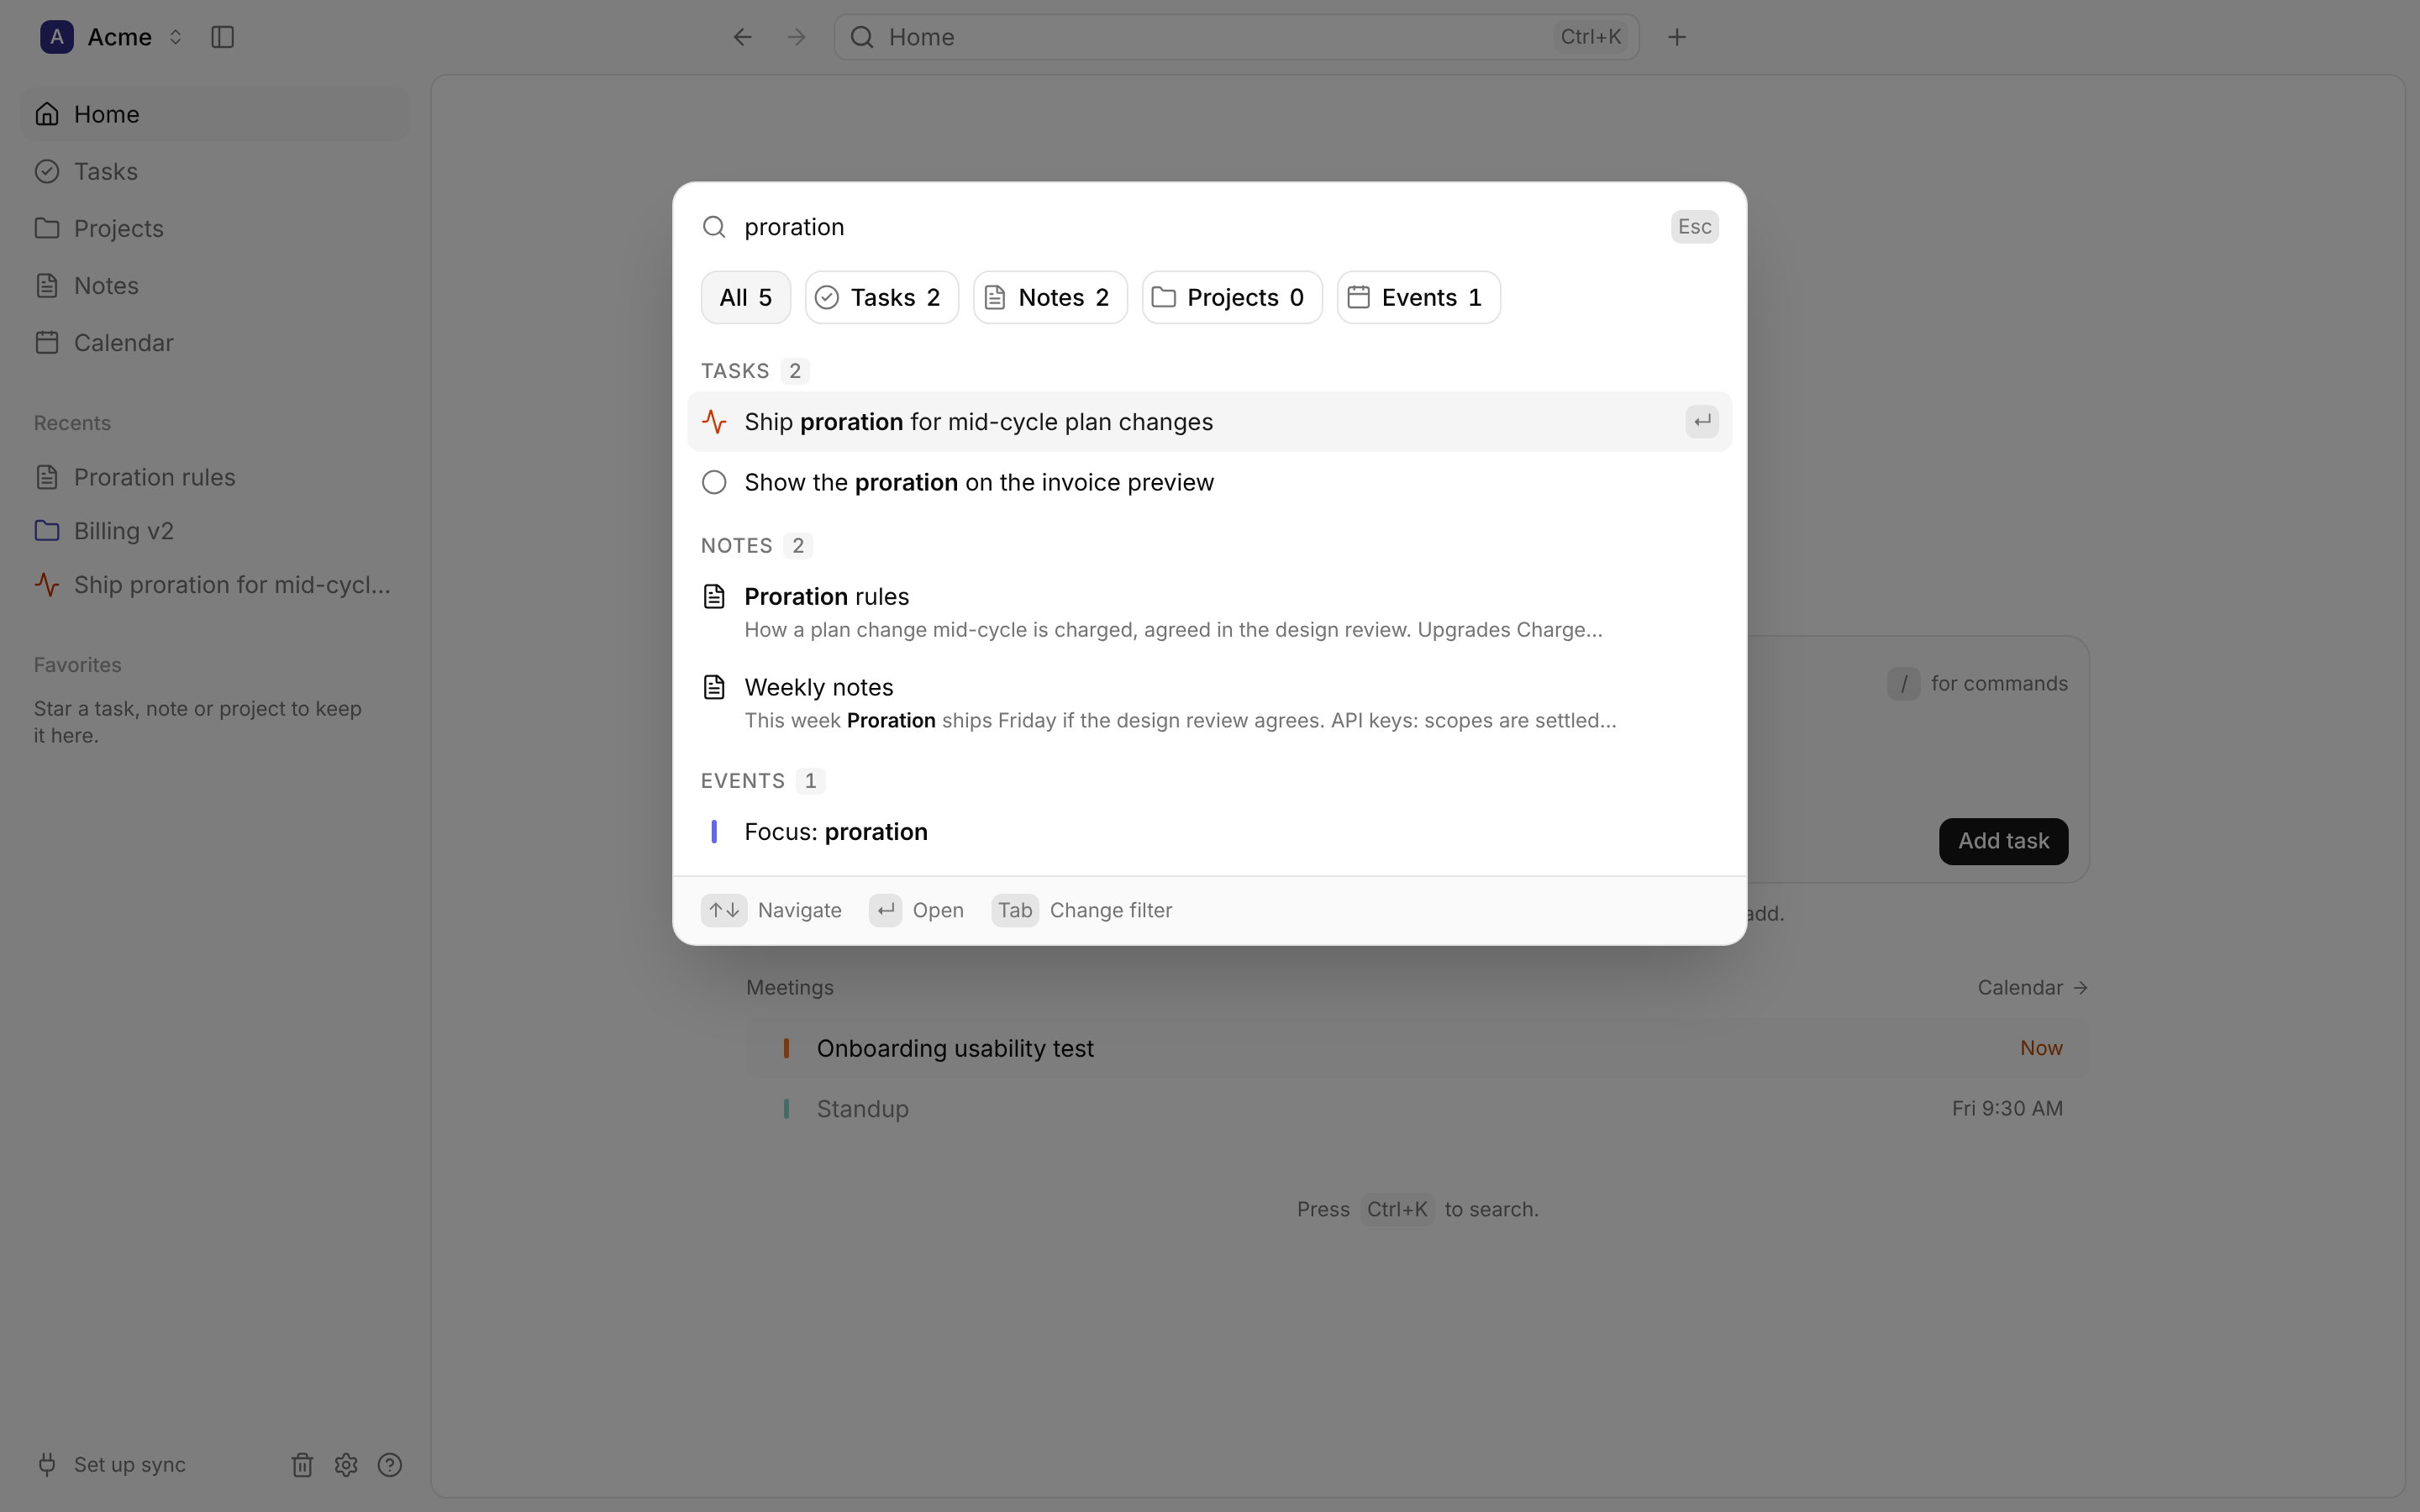 A Acme
Home Ctrl+K
Home
Tasks
Projects
Notes
Calendar
Recents
Proration rules
Billing v2
Ship proration for mid-cycl...
Favorites
Star a task, note or project to keep
it here.
Set up sync
proration Esc
All 5 Tasks 2 Notes 2 Projects 0 Events 1
TASKS 2
Ship proration for mid-cycle plan changes
Show the proration on the invoice preview
NOTES 2
Proration rules
How a plan change mid-cycle is charged, agreed in the design review. Upgrades Charge...
Weekly notes
This week Proration ships Friday if the design review agrees. API keys: scopes are settled...
EVENTS 1
Focus: proration
↑↓ Navigate ↵ Open Tab Change filter
/ for commands
Add task
add.
Meetings Calendar →
Onboarding usability test Now
Standup Fri 9:30 AM
Press Ctrl+K to search.